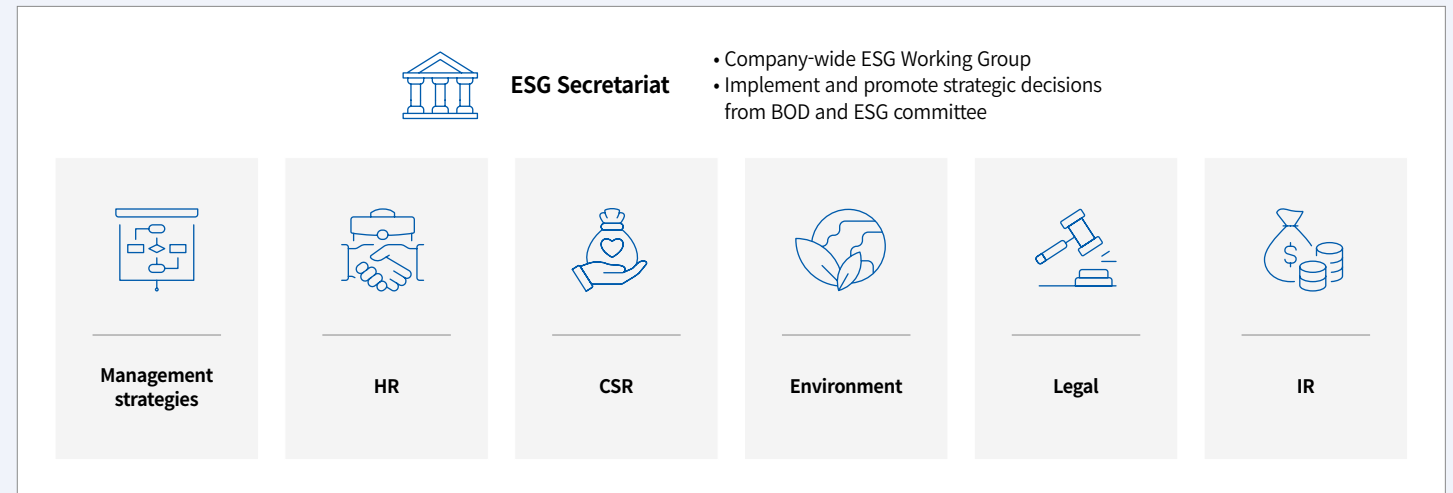 ESG Secretariat
• Company-wide ESG Working Group
• Implement and promote strategic decisions
from BOD and ESG committee
$
Management
strategies
HR
CSR
Environment
Legal
IR